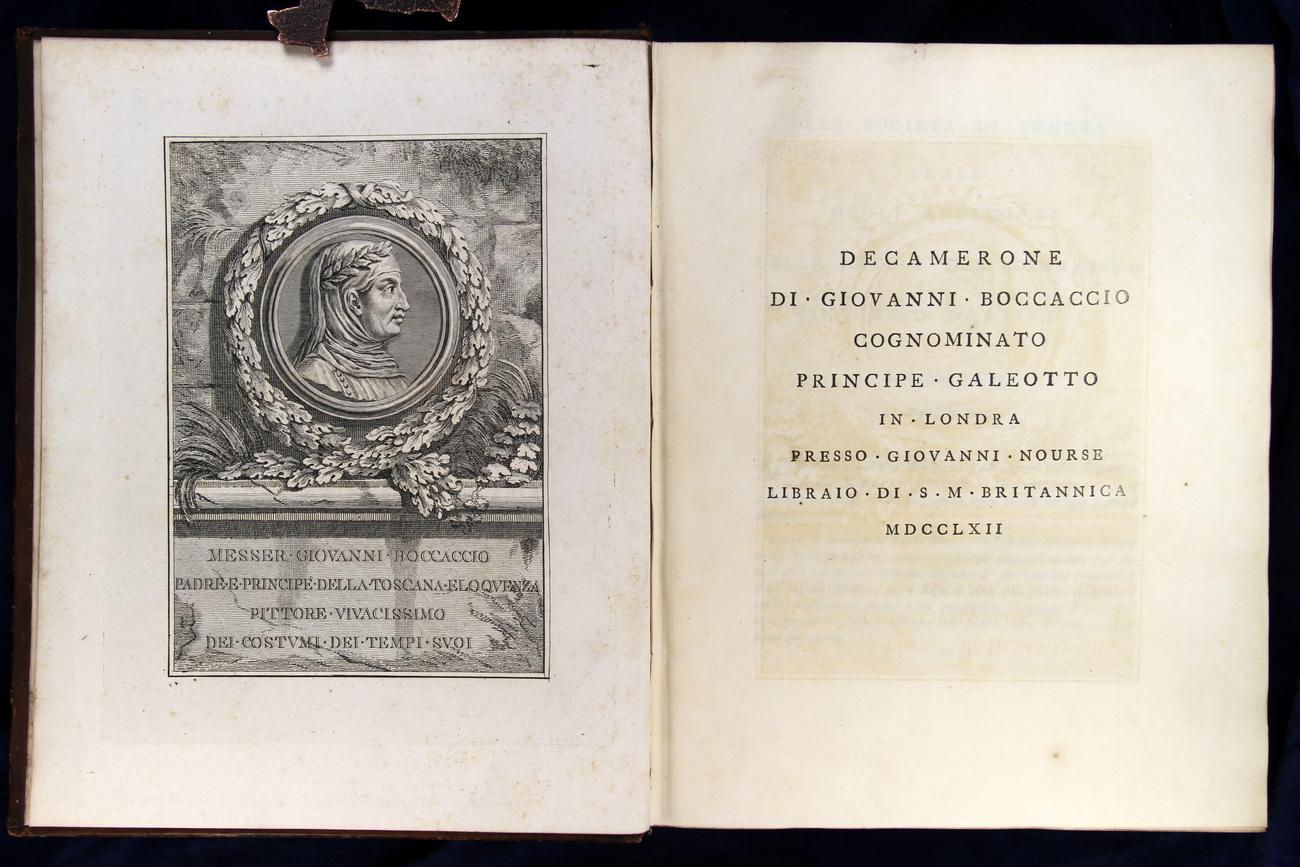 MESSER·GIOVANNI·BOCCACCIO
PADRE·E·PRINCIPE·DELLA·TOSCANA·ELOQVENZA
PITTORE·VIVACISSIMO
DEI·COSTVMI·DEI·TEMPI·SVOI
DECAMERONE
DI·GIOVANNI·BOCCACCIO
COGNOMINATO
PRINCIPE·GALEOTTO
IN·LONDRA
PRESSO·GIOVANNI·NOURSE
LIBRAIO·DI·S·M·BRITANNICA
MDCCLXII